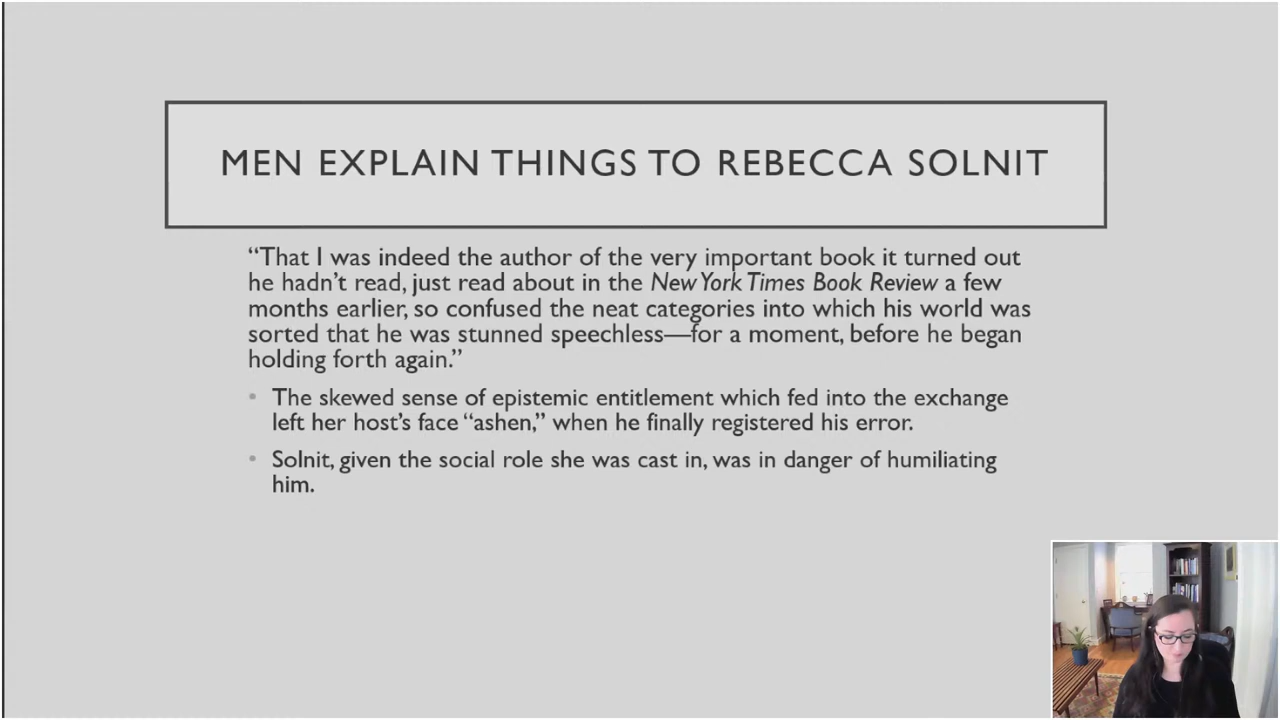 MEN EXPLAIN THINGS TO REBECCA SOLNIT
“That I was indeed the author of the very important book it turned out
he hadn’t read, just read about in the New York Times Book Review a few
months earlier, so confused the neat categories into which his world was
sorted that he was stunned speechless—for a moment, before he began
holding forth again.”
• The skewed sense of epistemic entitlement which fed into the exchange
left her host’s face “ashen,” when he finally registered his error.
• Solnit, given the social role she was cast in, was in danger of humiliating
him.